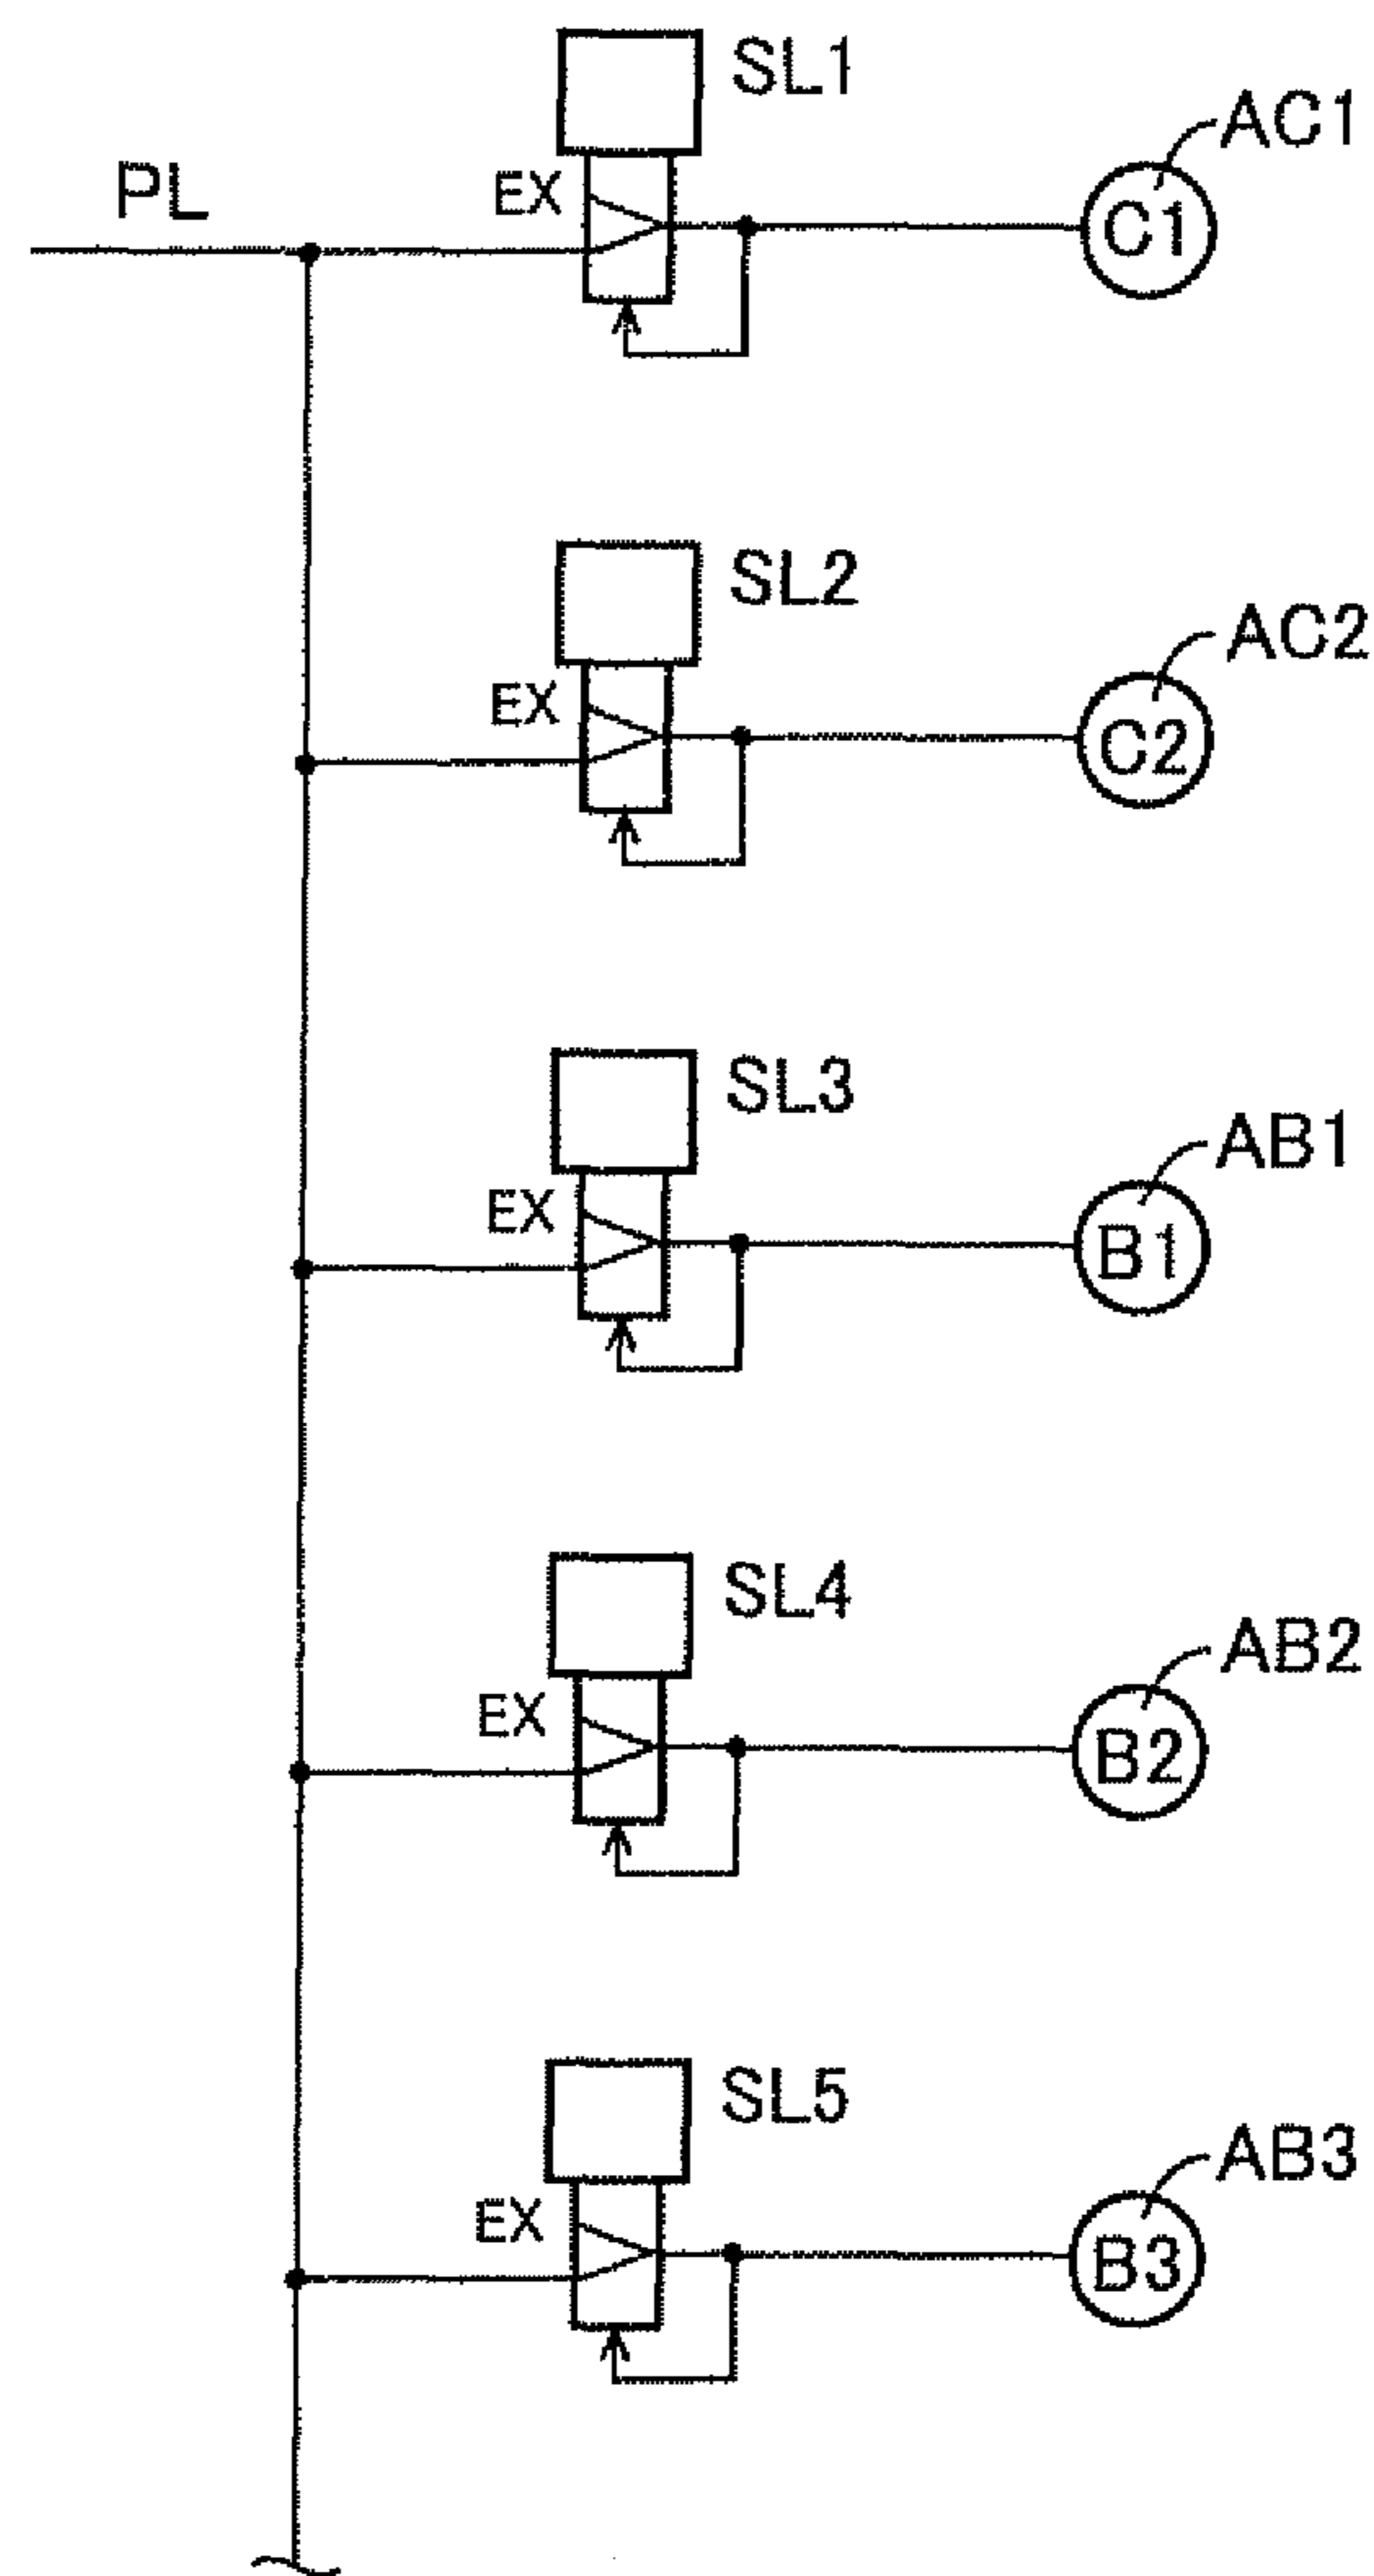 SL1
AC1
PL
EX
C1
SL2
AC2
EX
C2
SL3
AB1
EX
B1
SL4
AB2
EX
B2
SL5
AB3
EX
B3